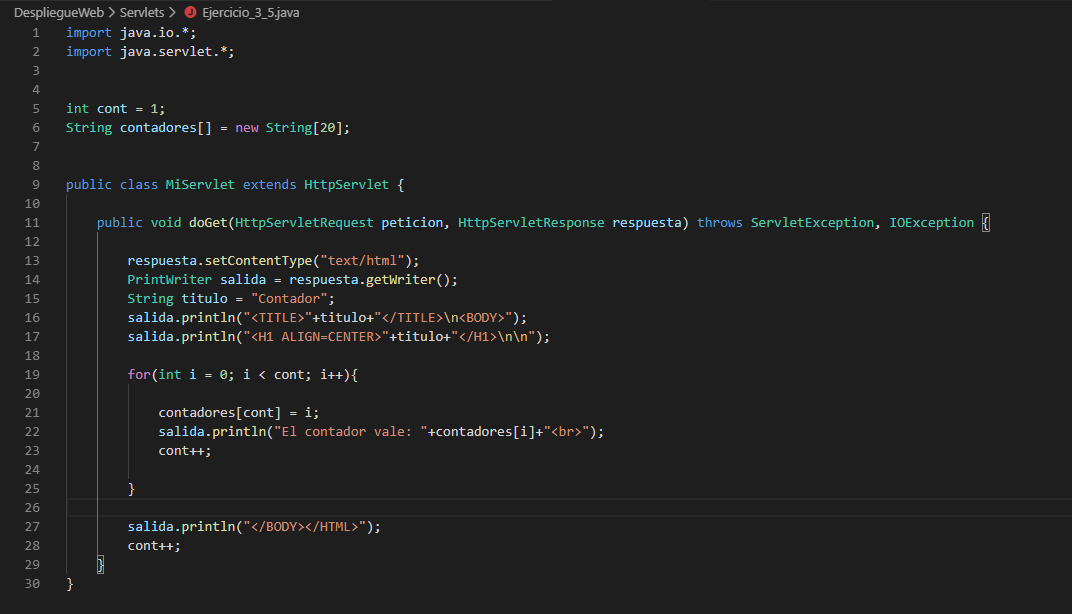 DespliegueWeb > Servlets > J Ejercicio_3_5.java
1 import java.io.*;
2 import java.servlet.*;
3
4
5 int cont = 1;
6 String contadores[] = new String[20];
7
8
9 public class MiServlet extends HttpServlet {
10
11 public void doGet(HttpServletRequest peticion, HttpServletResponse respuesta) throws ServletException, IOException {
12
13 respuesta.setContentType("text/html");
14 PrintWriter salida = respuesta.getWriter();
15 String titulo = "Contador";
16 salida.println("<TITLE>"+titulo+"</TITLE>\n<BODY>");
17 salida.println("<H1 ALIGN=CENTER>"+titulo+"</H1>\n\n");
18
19 for(int i = 0; i < cont; i++){
20
21 contadores[cont] = i;
22 salida.println("El contador vale: "+contadores[i]+"<br>");
23 cont++;
24
25 }
26
27 salida.println("</BODY></HTML>");
28 cont++;
29 }
30 }